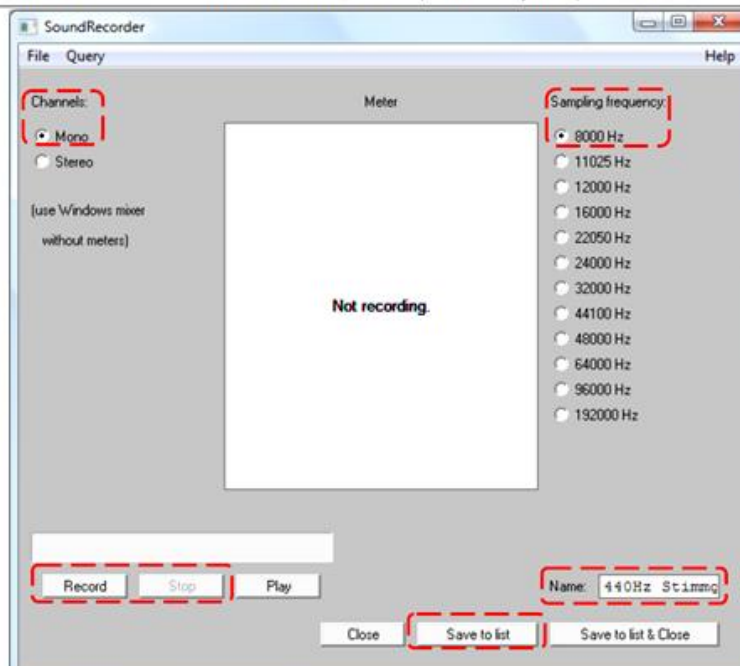 SoundRecorder
File Query Help
Channels:
Mono
Stereo
(use Windows mixer
without meters)
Meter
Not recording.
Sampling frequency:
8000 Hz
11025 Hz
12000 Hz
16000 Hz
22050 Hz
24000 Hz
32000 Hz
44100 Hz
48000 Hz
64000 Hz
96000 Hz
192000 Hz
Record Stop Play
Name: 440Hz Stimmg
Close Save to list Save to list & Close